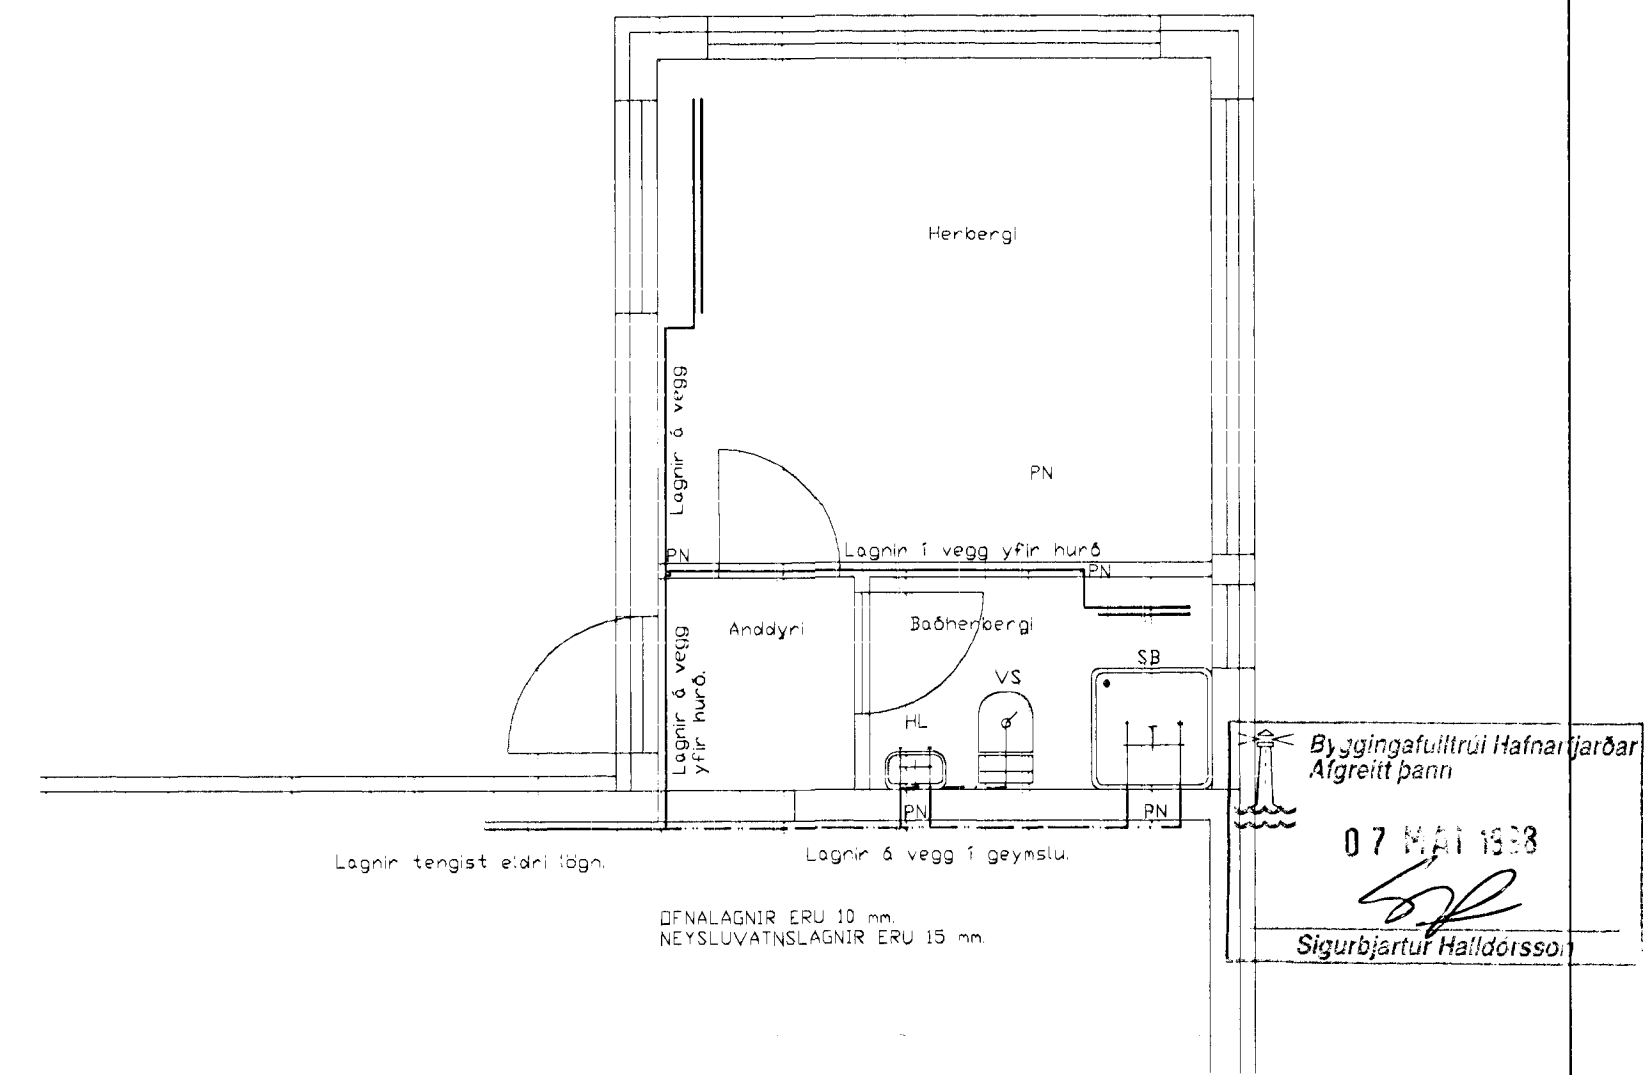 Herbergi
Lagnir á vegg
PN
PN
Lagnir í vegg yfir hurð
PN
Anddyri
Baðherbergi
Lagnir á vegg
yfir hurð.
SB
VS
HL
PN
PN
Lagnir tengist eldri lögn.
Lagnir á vegg í geymslu.
OFNALAGNIR ERU 10 mm.
NEYSLUVATNSLAGNIR ERU 15 mm.
Byggingafulltrúi Hafnarfjarðar
Afgreitt þann
07 MAI 1998
Sigurbjartur Halldórsson